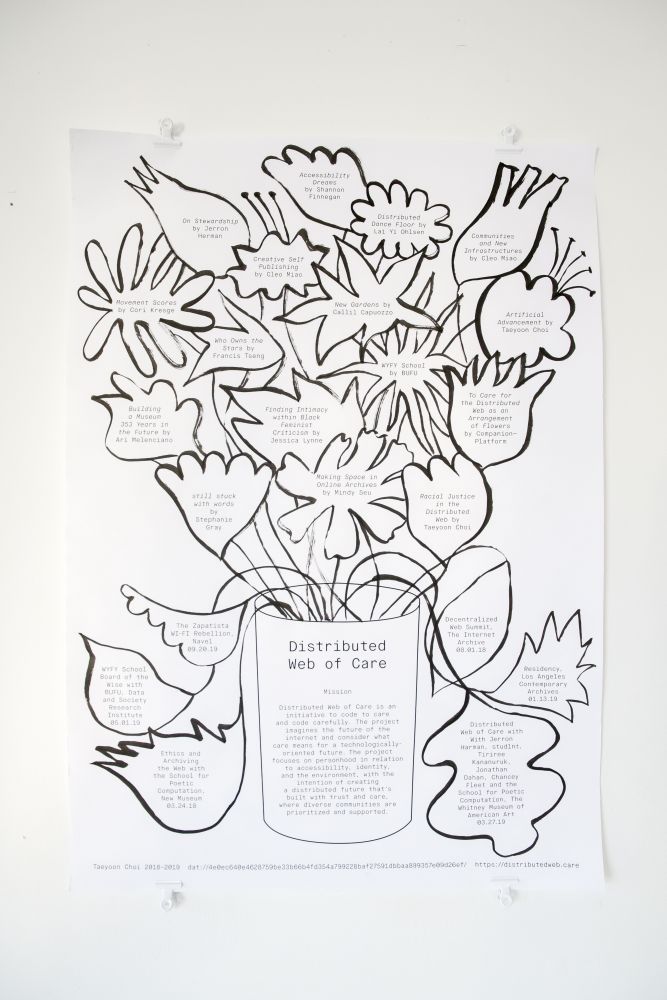 Accessibility
Dreams
by Shannon
Finnegan
On Stewardship
by Jerron
Herman
Distributed
Dance Floor by
Lai Yi Ohlsen
Communities
and New
Infrastructures
by Cleo Miao
Creative Self
Publishing
by Cleo Miao
Movement Scores
by Cori Kresge
New Gardens by
Callil Capuozzo
Artificial
Advancement by
Taeyoon Choi
Who Owns the
Stars by
Francis Tseng
WYFY School
by BUFU
Building
a Museum
353 Years in
the Future by
Ari Melenciano
Finding Intimacy
within Black
Feminist
Criticism by
Jessica Lynne
To Care for
the Distributed
Web as an
Arrangement
of Flowers
by Companion-
Platform
still stuck
with words
by
Stephanie
Gray
Making Space in
Online Archives
by Mindy Seu
Racial Justice
in the
Distributed
Web by
Taeyoon Choi
The Zapatista
WI-FI Rebellion,
Navel
09.20.19
Decentralized
Web Summit,
The Internet
Archive
08.01.18
WYFY School
Board of the
Wise with
BUFU, Data
and Society
Research
Institute
05.01.19
Residency,
Los Angeles
Contemporary
Archives
01.13.19
Ethics and
Archiving
the Web with
the School for
Poetic
Computation,
New Museum
03.24.18
Distributed
Web of Care with
With Jerron
Harman, stud1nt,
Tiriree
Kananuruk,
Jonathan
Dahan, Chancey
Fleet and the
School for Poetic
Computation, The
Whitney Museum of
American Art
03.27.19
Distributed
Web of Care
Mission
Distributed Web of Care is an
initiative to code to care
and code carefully. The project
imagines the future of the
internet and consider what
care means for a technologically-
oriented future. The project
focuses on personhood in relation
to accessibility, identity,
and the environment, with the
intention of creating
a distributed future that's
built with trust and care,
where diverse communities are
prioritized and supported.
Taeyoon Choi 2018-2019 https://distributedweb.care